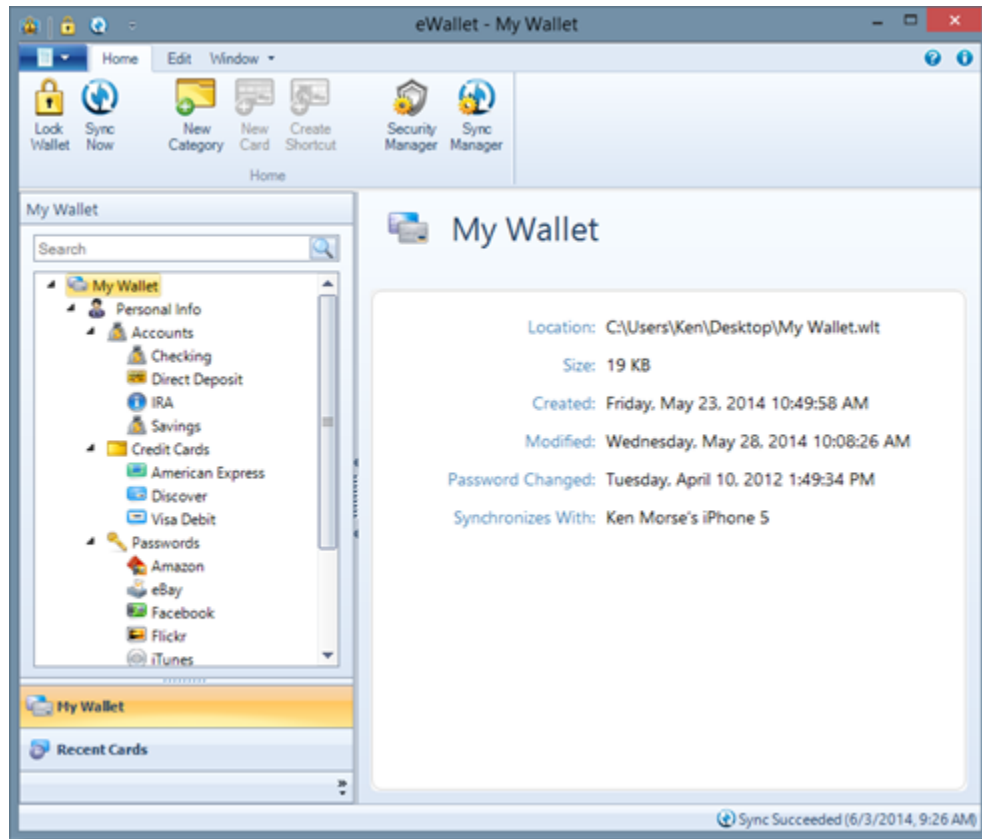 eWallet - My Wallet
Home Edit Window
Lock Wallet
Sync Now
New Category
New Card
Create Shortcut
Security Manager
Sync Manager
Home
My Wallet
Search
My Wallet
Personal Info
Accounts
Checking
Direct Deposit
IRA
Savings
Credit Cards
American Express
Discover
Visa Debit
Passwords
Amazon
eBay
Facebook
Flickr
iTunes
My Wallet
Recent Cards
My Wallet
Location: C:\Users\Ken\Desktop\My Wallet.wlt
Size: 19 KB
Created: Friday, May 23, 2014 10:49:58 AM
Modified: Wednesday, May 28, 2014 10:08:26 AM
Password Changed: Tuesday, April 10, 2012 1:49:34 PM
Synchronizes With: Ken Morse's iPhone 5
Sync Succeeded (6/3/2014, 9:26 AM)